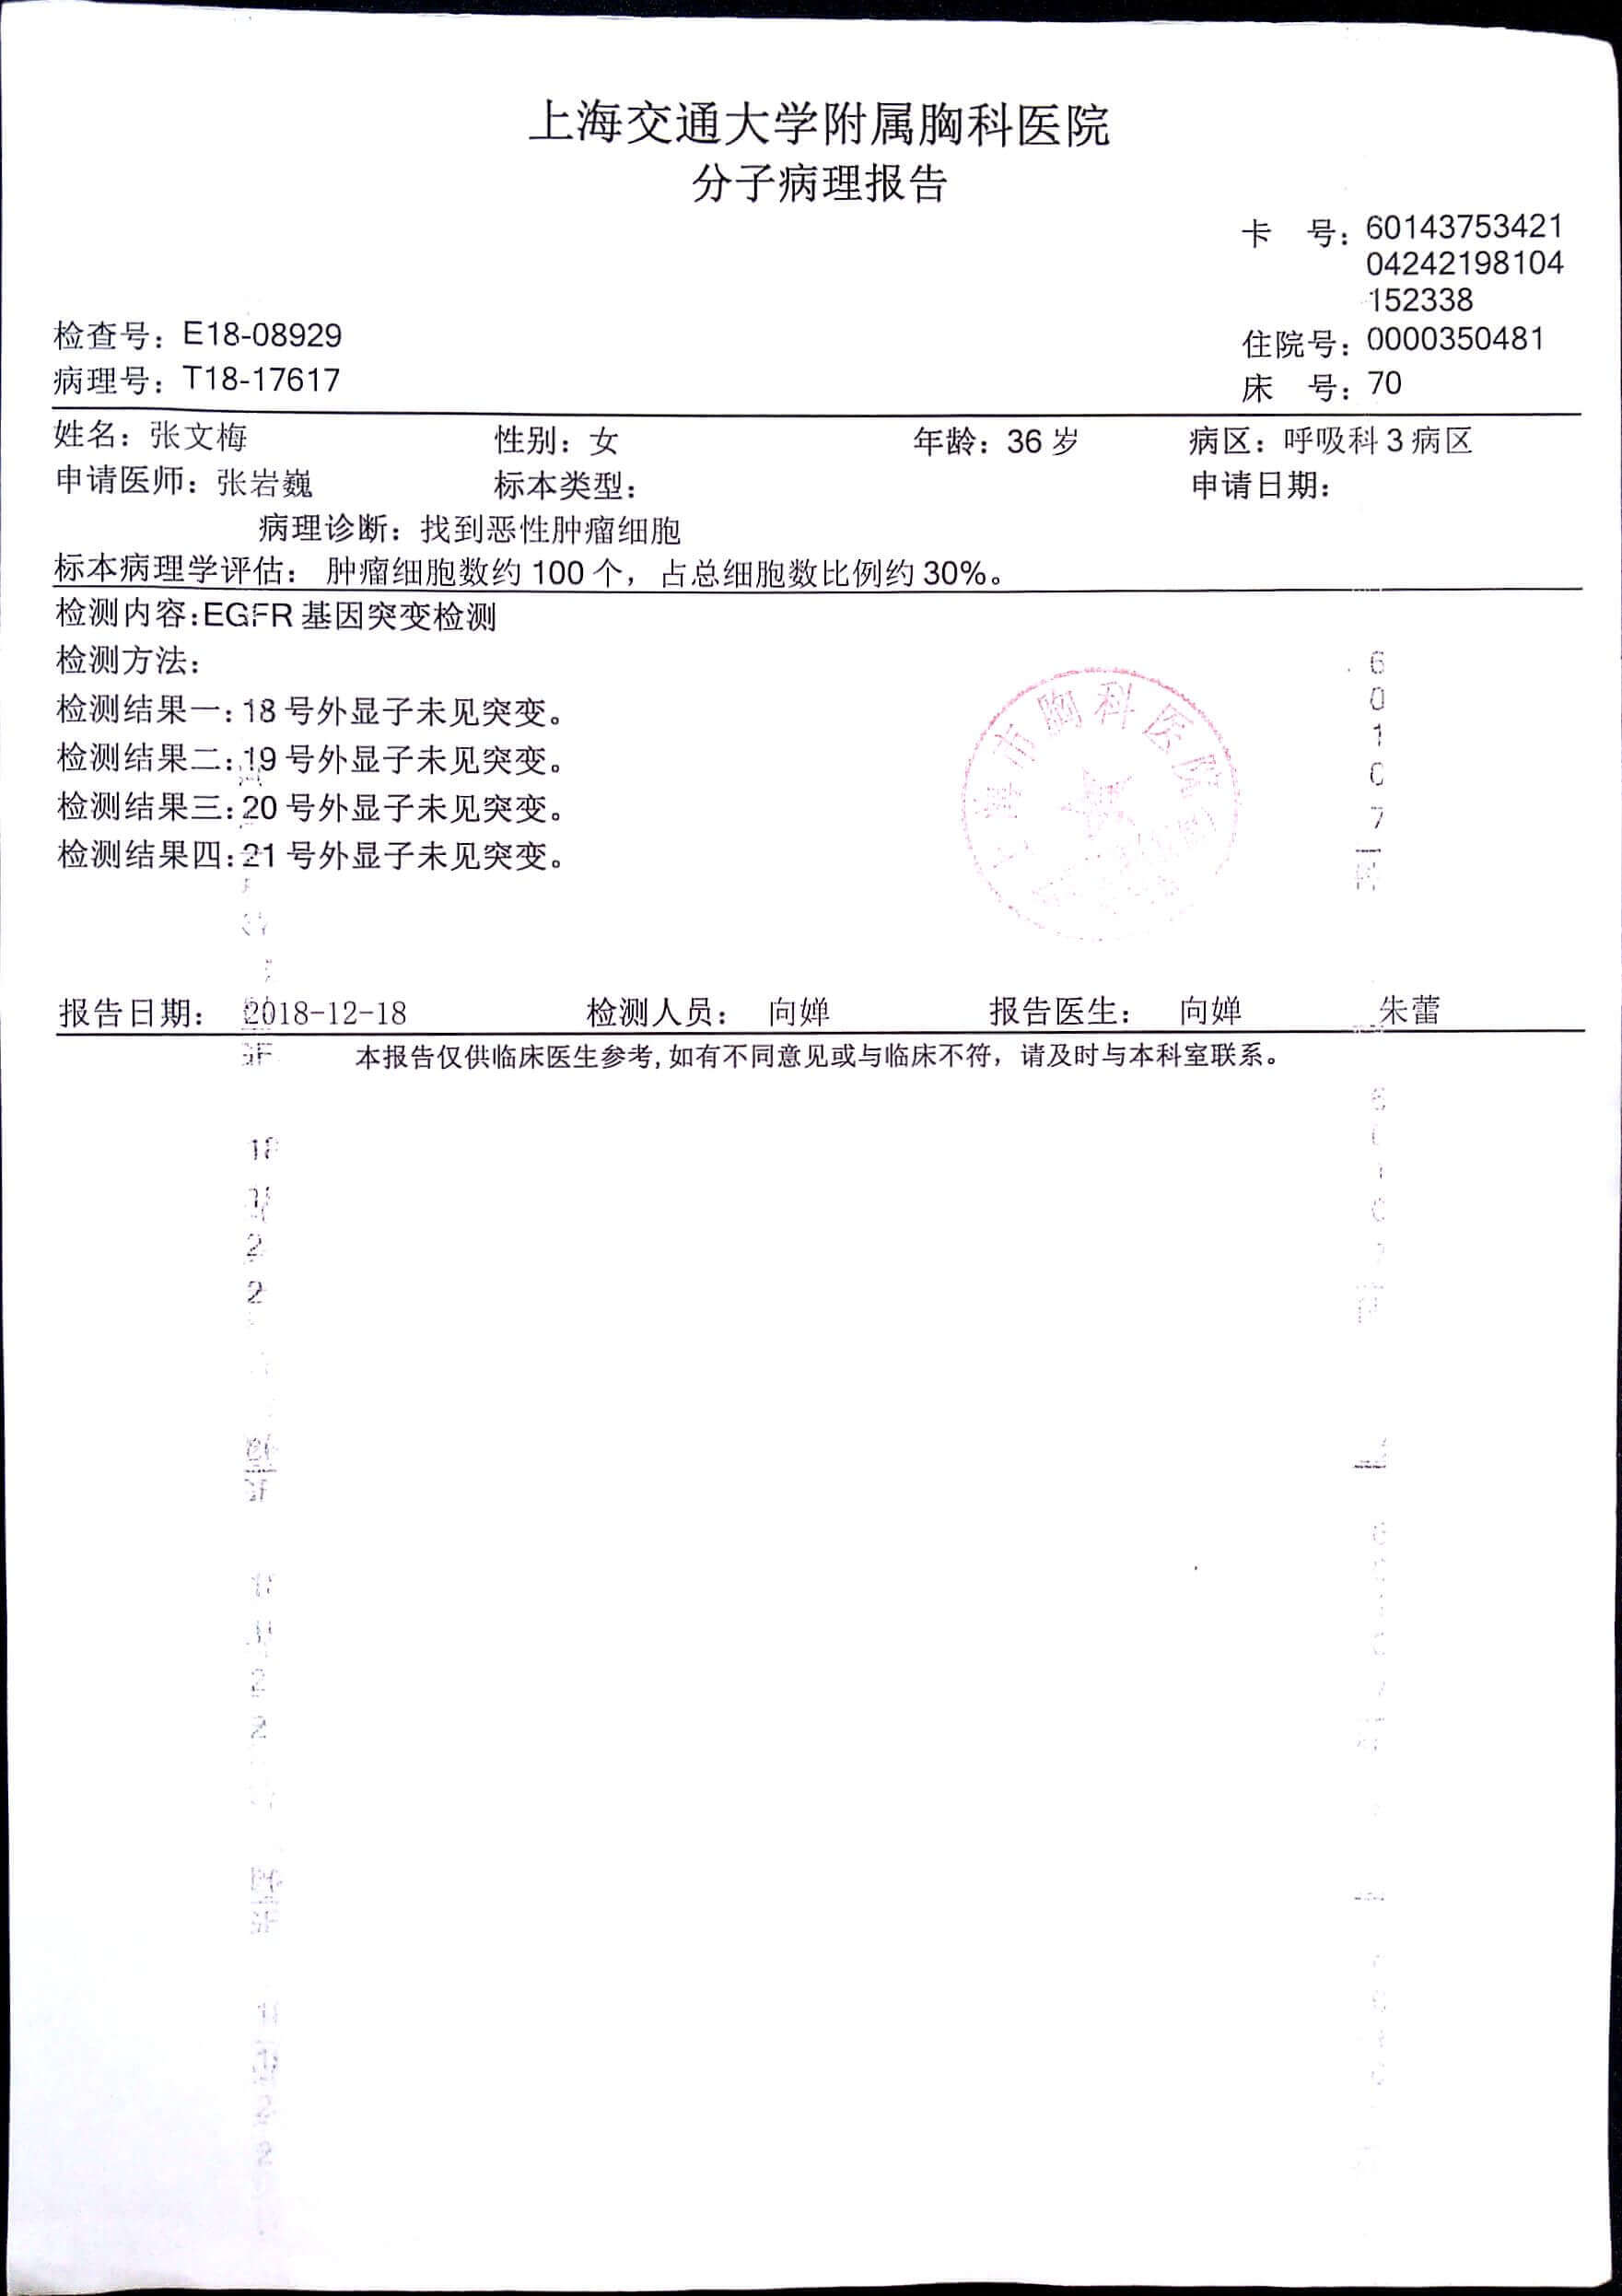 上海交通大学附属胸科医院
分子病理报告
卡 号：60143753421
04242198104
152338
检查号：E18-08929
住院号：0000350481
病理号：T18-17617
床 号：70
姓名：张文梅 性别：女 年龄：36 岁 病区：呼吸科 3 病区
申请医师：张岩巍 标本类型： 申请日期：
病理诊断：找到恶性肿瘤细胞
标本病理学评估： 肿瘤细胞数约 100 个，占总细胞数比例约 30%。
检测内容:EGFR 基因突变检测
检测方法：
检测结果一:18 号外显子未见突变。
检测结果二:19 号外显子未见突变。
检测结果三:20 号外显子未见突变。
检测结果四:21 号外显子未见突变。
上海市胸科医院
报告日期： 2018-12-18 检测人员： 向婵 报告医生： 向婵 朱蕾
本报告仅供临床医生参考,如有不同意见或与临床不符，请及时与本科室联系。